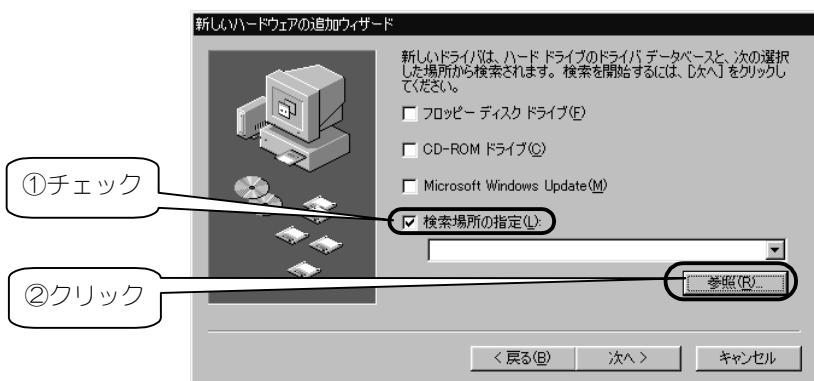 新しいハードウェアの追加ウィザード
新しいドライバは、ハード ドライブのドライバ データベースと、次の選択
した場所から検索されます。 検索を開始するには、[次へ] をクリックし
てください。
フロッピー ディスク ドライブ(F)
CD-ROM ドライブ(C)
Microsoft Windows Update(M)
①チェック
検索場所の指定(L):
②クリック
参照(R)...
< 戻る(B)
次へ >
キャンセル